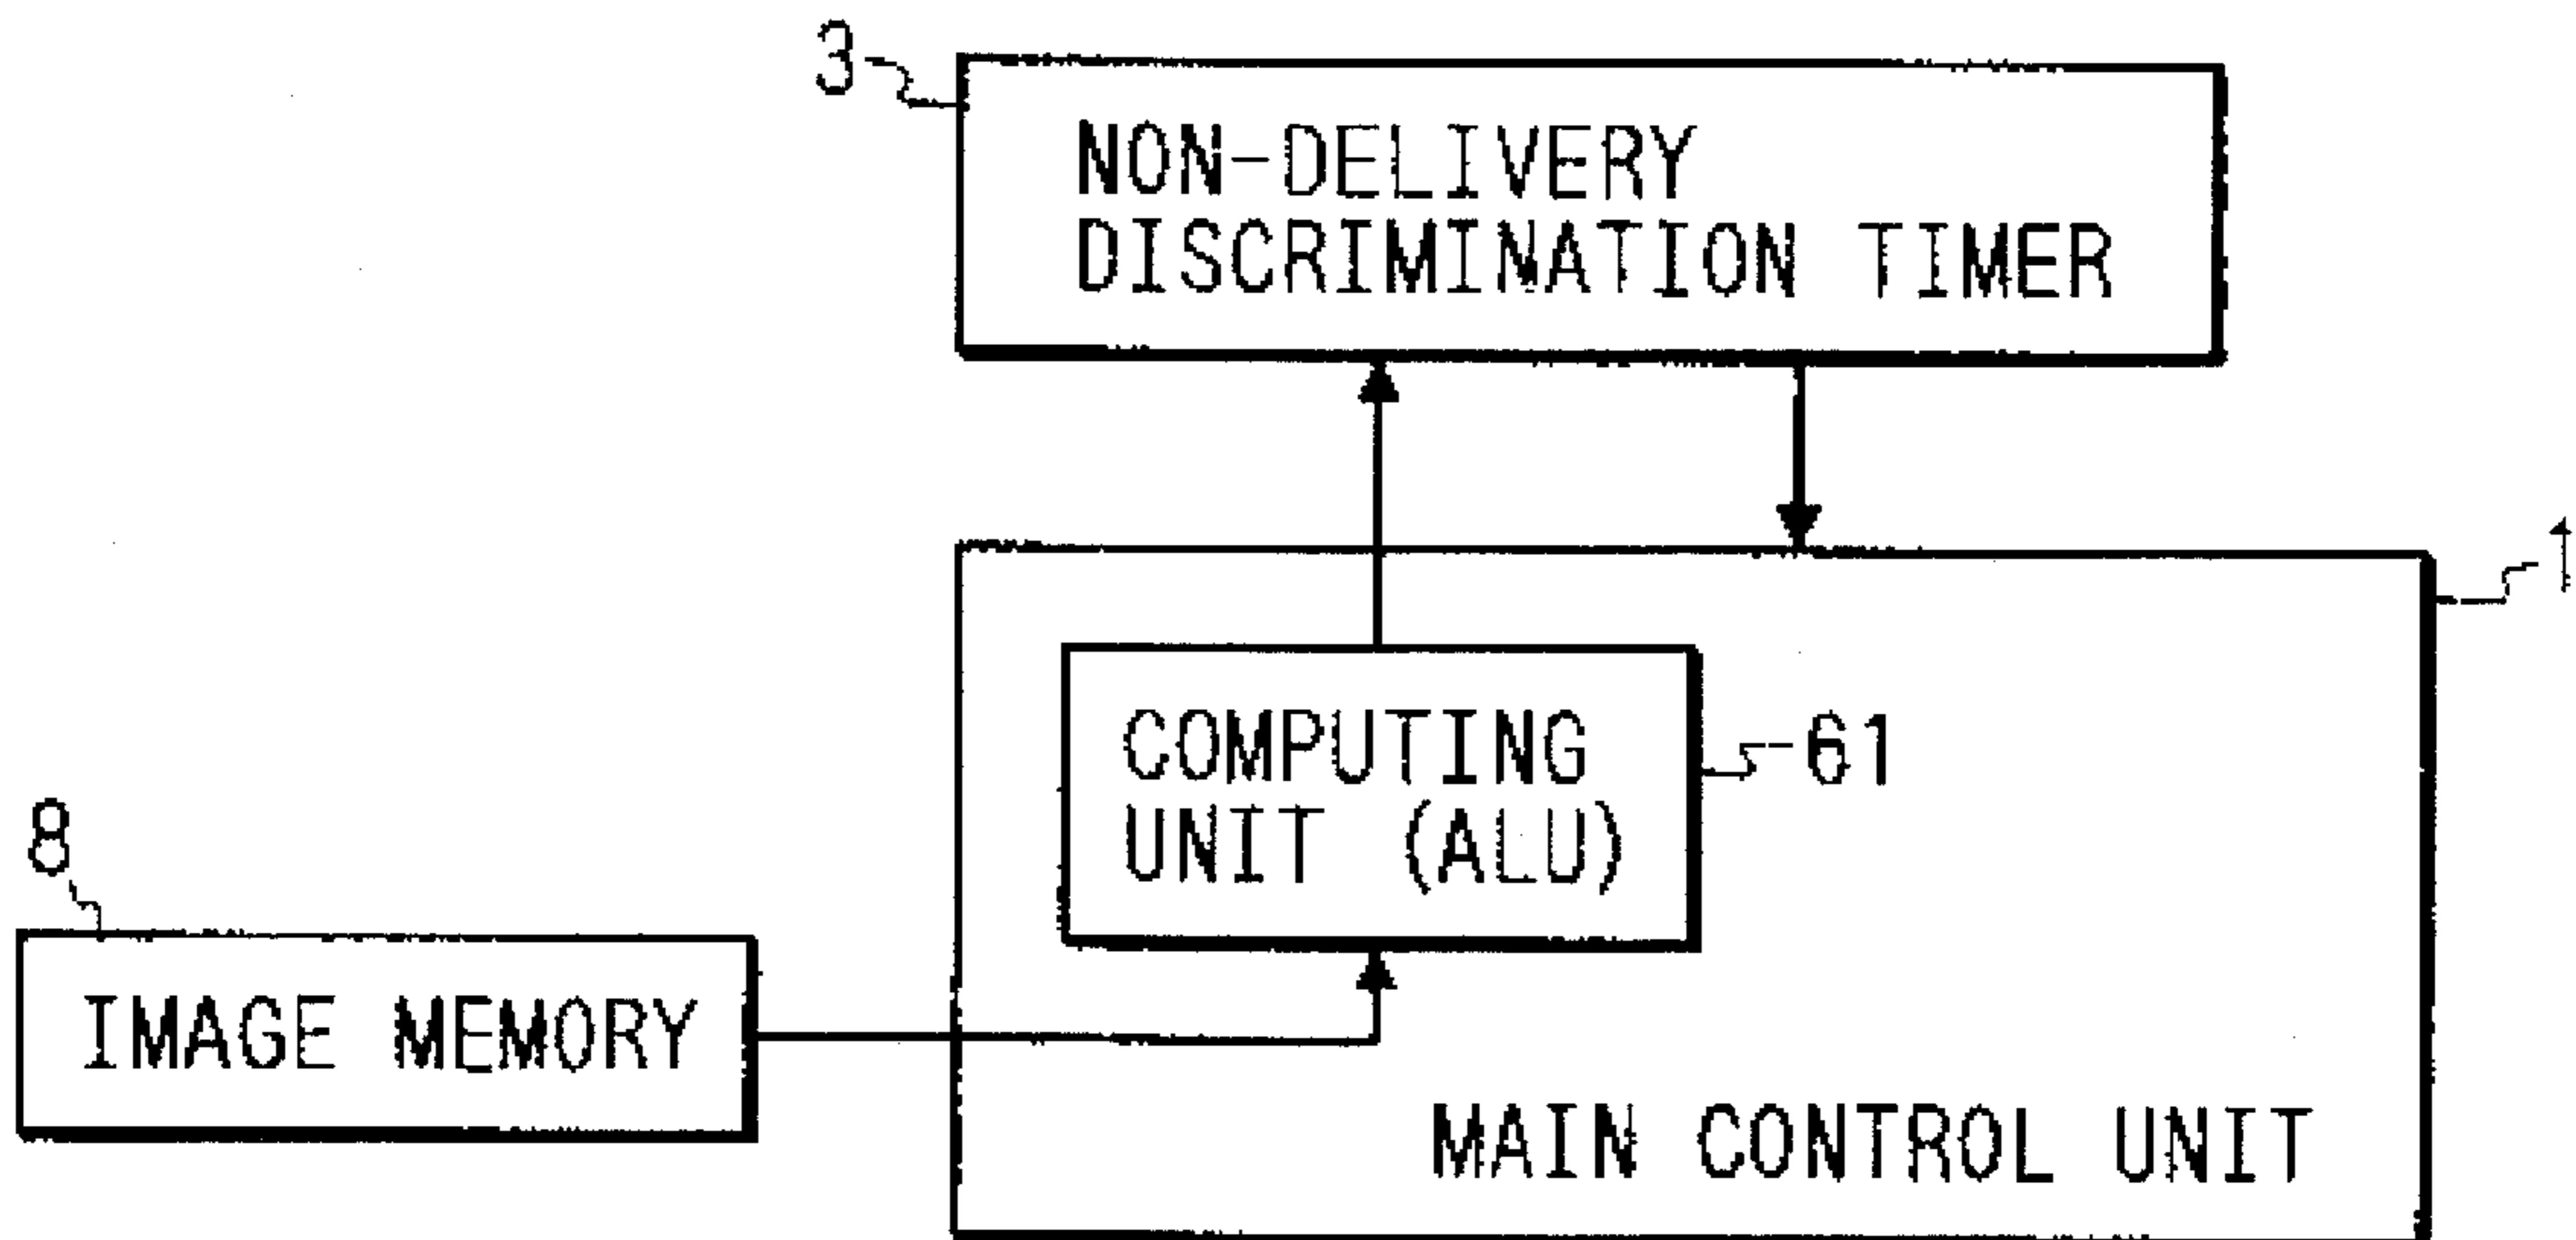 3
NON-DELIVERY
DISCRIMINATION TIMER
1
COMPUTING
UNIT (ALU)
61
8
IMAGE MEMORY
MAIN CONTROL UNIT